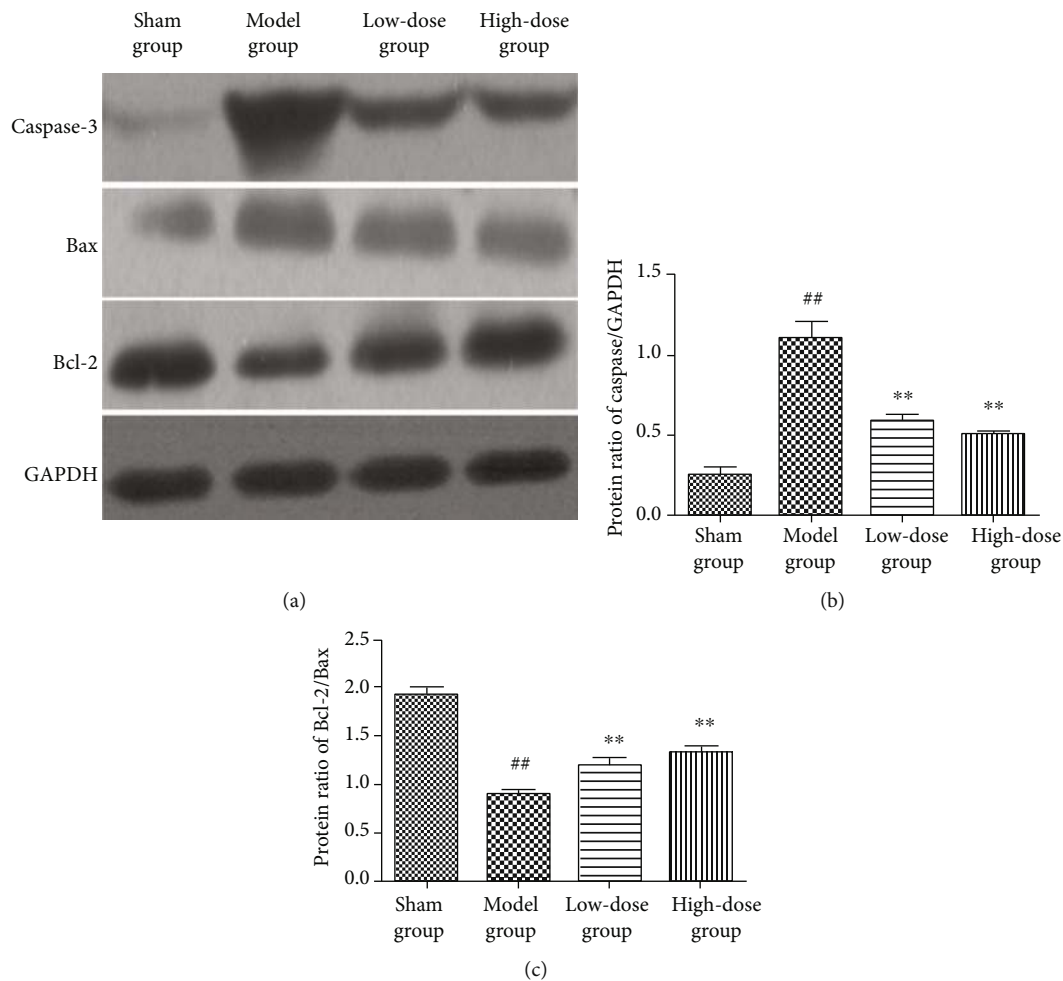 Sham group
Model group
Low-dose group
High-dose group
Caspase-3
Bax
Bcl-2
GAPDH
(a)
Protein ratio of caspase/GAPDH
1.5
1.0
0.5
0.0
##
**
**
Sham group
Model group
Low-dose group
High-dose group
(b)
Protein ratio of Bcl-2/Bax
2.5
2.0
1.5
1.0
0.5
0.0
##
**
**
Sham group
Model group
Low-dose group
High-dose group
(c)